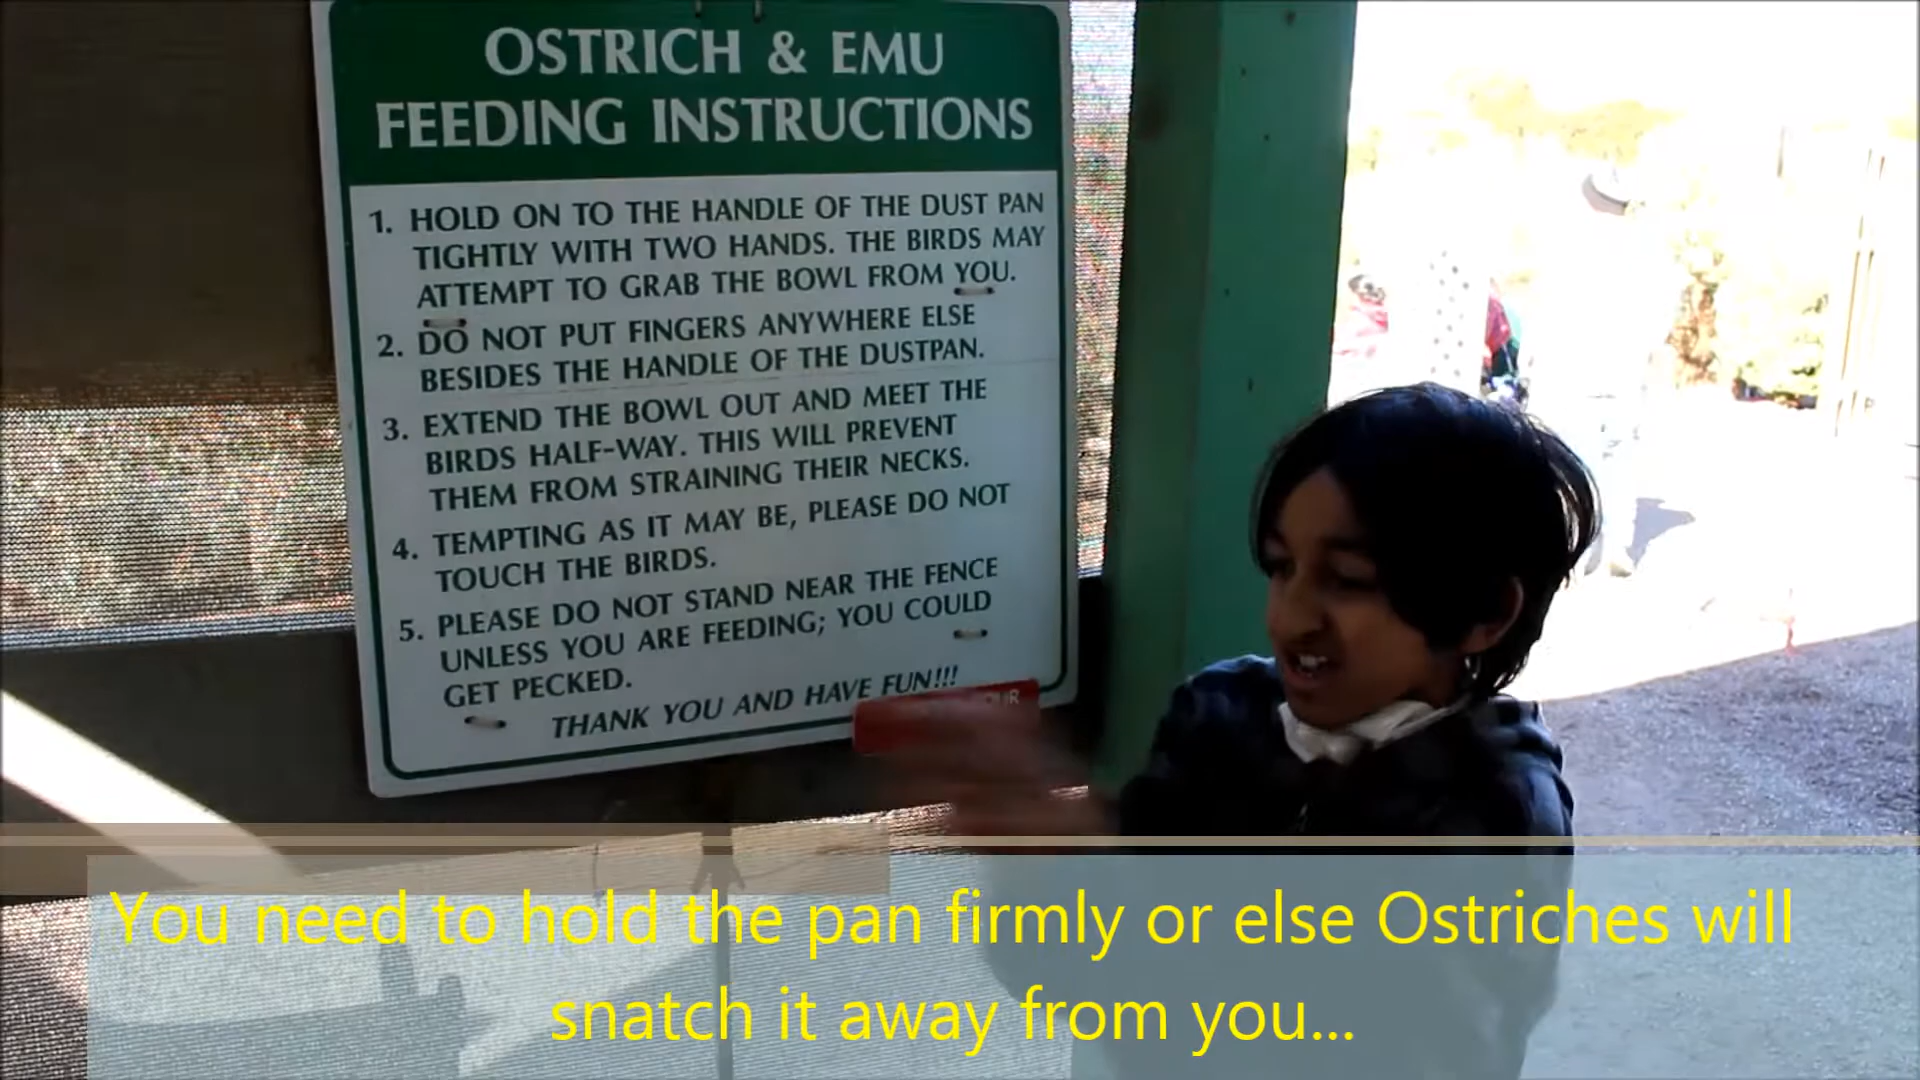 OSTRICH & EMU
FEEDING INSTRUCTIONS
1. HOLD ON TO THE HANDLE OF THE DUST PAN
TIGHTLY WITH TWO HANDS. THE BIRDS MAY
ATTEMPT TO GRAB THE BOWL FROM YOU.
2. DO NOT PUT FINGERS ANYWHERE ELSE
BESIDES THE HANDLE OF THE DUSTPAN.
3. EXTEND THE BOWL OUT AND MEET THE
BIRDS HALF-WAY. THIS WILL PREVENT
THEM FROM STRAINING THEIR NECKS.
4. TEMPTING AS IT MAY BE, PLEASE DO NOT
TOUCH THE BIRDS.
5. PLEASE DO NOT STAND NEAR THE FENCE
UNLESS YOU ARE FEEDING; YOU COULD
GET PECKED.
THANK YOU AND HAVE FUN!!!
You need to hold the pan firmly or else Ostriches will
snatch it away from you...